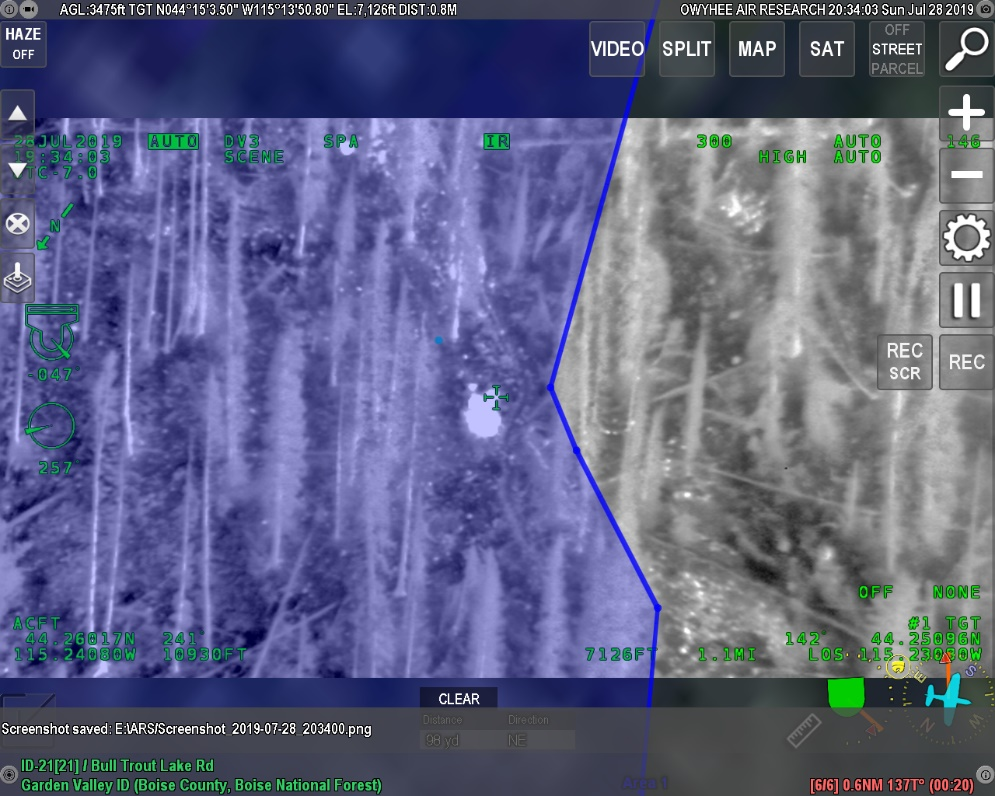 AGL:3475ft TGT N044°15'3.50" W115°13'50.80" EL:7,126ft DIST:0.8M
OWYHEE AIR RESEARCH 20:34:03 Sun Jul 28 2019
HAZE
OFF
VIDEO
SPLIT
MAP
SAT
OFF
STREET
PARCEL
28JUL2019 AUTO DV3 SPA IR 300 AUTO 146
19:34:03 SCENE HIGH AUTO
UTC-7.0
N
-047
257
REC
SCR
REC
OFF NONE
ACFT #1 TGT
44.26017N 241° 142° 44.25096N
115.24080W 10930FT 7126FT 1.1MI LOS 115.23080W
CLEAR
Distance Direction
98 yd NE
E
S
N
W
Screenshot saved: E:\ARS/Screenshot_2019-07-28_203400.png
ID-21[21] / Bull Trout Lake Rd
Garden Valley ID (Boise County, Boise National Forest)
Area 1
[6/6] 0.6NM 137T° (00:20)